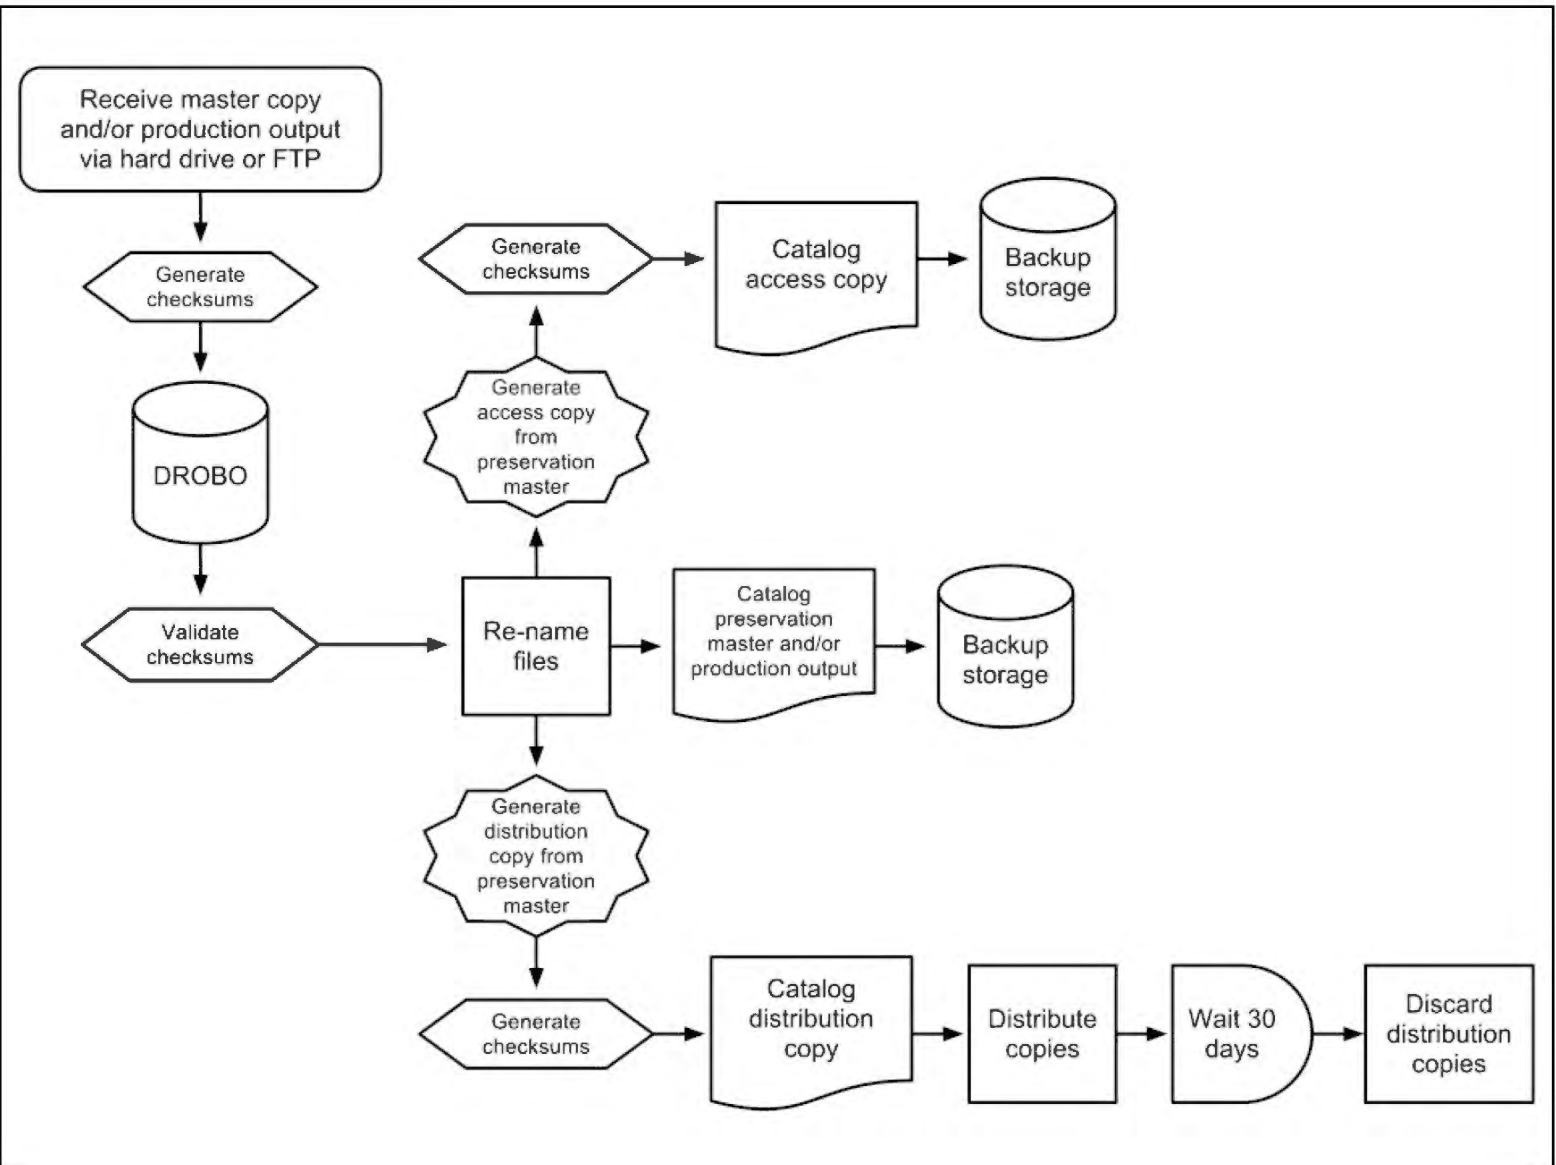 Receive master copy
and/or production output
via hard drive or FTP
Generate
checksums
DROBO
Validate
checksums
Re-name
files
Generate
access copy
from
preservation
master
Generate
checksums
Catalog
access copy
Backup
storage
Catalog
preservation
master and/or
production output
Backup
storage
Generate
distribution
copy from
preservation
master
Generate
checksums
Catalog
distribution
copy
Distribute
copies
Wait 30
days
Discard
distribution
copies